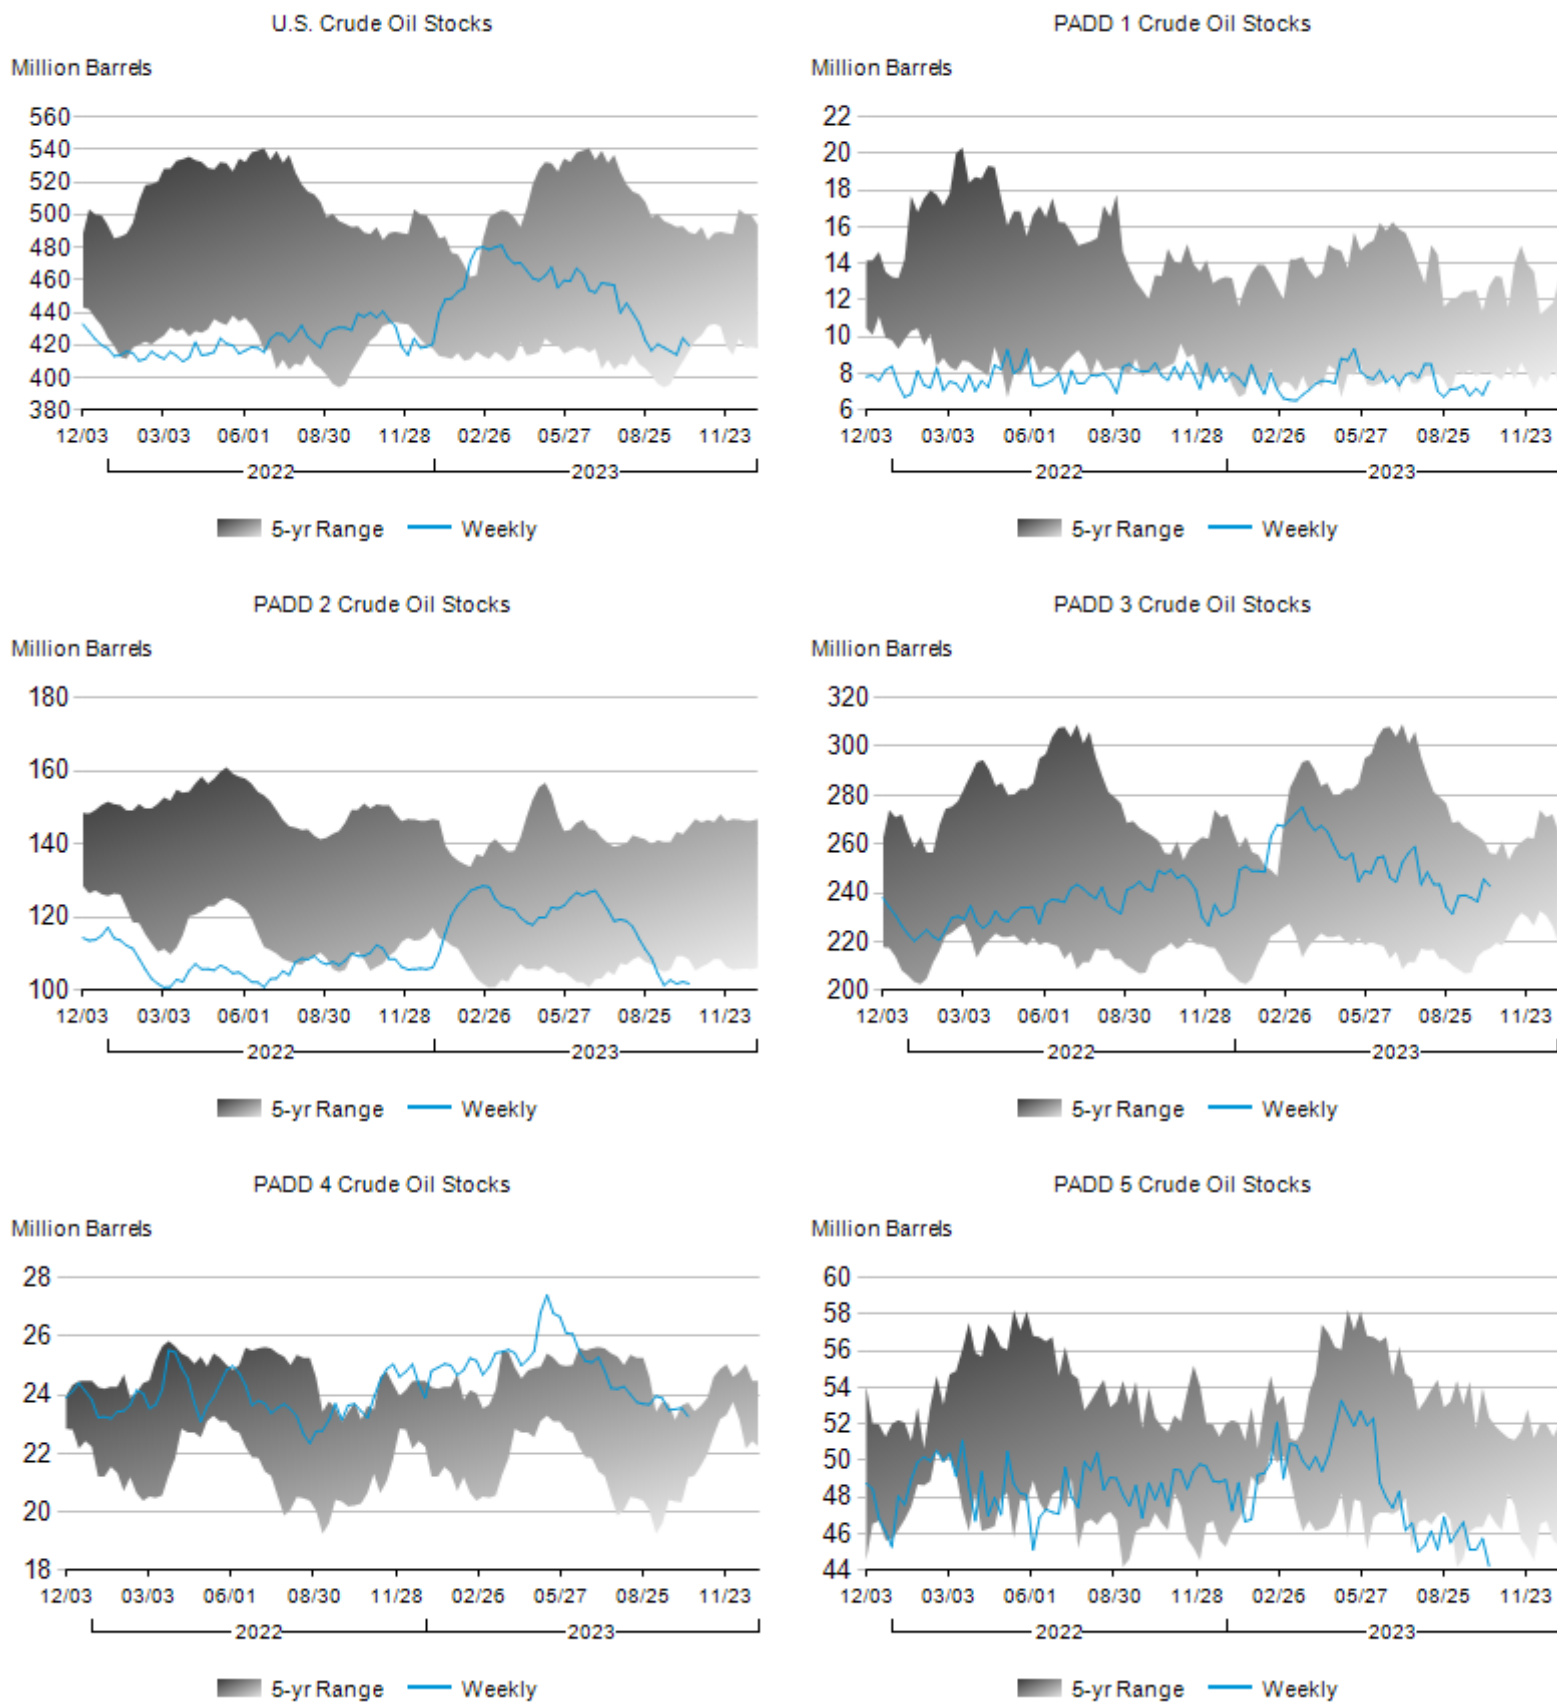 U.S. Crude Oil Stocks
Million Barrels
560
540
520
500
480
460
440
420
400
380
12/03 03/03 06/01 08/30 11/28 02/26 05/27 08/25 11/23
2022 2023
5-yr Range Weekly
PADD 1 Crude Oil Stocks
Million Barrels
22
20
18
16
14
12
10
8
6
12/03 03/03 06/01 08/30 11/28 02/26 05/27 08/25 11/23
2022 2023
5-yr Range Weekly
PADD 2 Crude Oil Stocks
Million Barrels
180
160
140
120
100
12/03 03/03 06/01 08/30 11/28 02/26 05/27 08/25 11/23
2022 2023
5-yr Range Weekly
PADD 3 Crude Oil Stocks
Million Barrels
320
300
280
260
240
220
200
12/03 03/03 06/01 08/30 11/28 02/26 05/27 08/25 11/23
2022 2023
5-yr Range Weekly
PADD 4 Crude Oil Stocks
Million Barrels
28
26
24
22
20
18
12/03 03/03 06/01 08/30 11/28 02/26 05/27 08/25 11/23
2022 2023
5-yr Range Weekly
PADD 5 Crude Oil Stocks
Million Barrels
60
58
56
54
52
50
48
46
44
12/03 03/03 06/01 08/30 11/28 02/26 05/27 08/25 11/23
2022 2023
5-yr Range Weekly